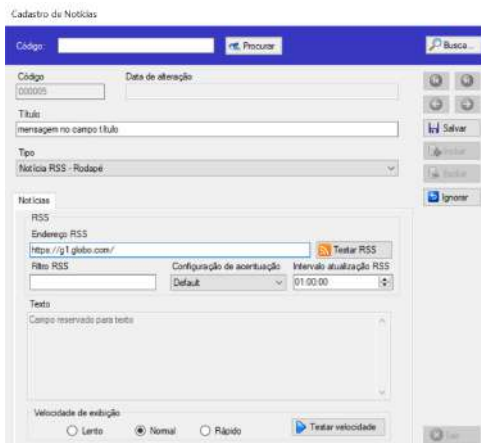 Cadastro de Notícias
Código: Procurar Busca...
Código Data de alteração
000005
Título
mensagem no campo título Salvar
Tipo
Notícia RSS - Rodapé
Notícias Ignorar
RSS
Endereço RSS
https://g1.globo.com/ Testar RSS
Filtro RSS Configuração de acentuação Intervalo atualização RSS
Default 01:00:00
Texto
Campo reservado para texto
Velocidade de exibição
Lento Normal Rápido Testar velocidade